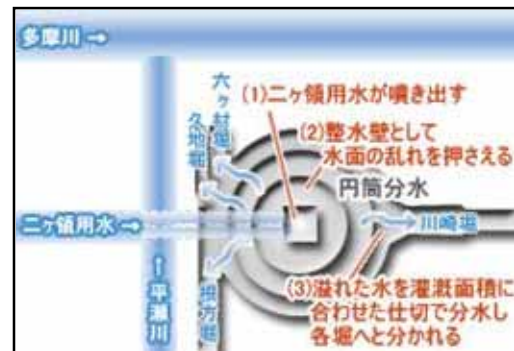 多摩川→
六ヶ村堀
久地堀
(1)二ヶ領用水が噴き出す
(2)整水壁として
水面の乱れを押さえる
円筒分水
二ヶ領用水→
川崎堀
↑平瀬川
根方堀
(3)溢れた水を灌漑面積に
合わせた仕切で分水し
各堀へと分かれる